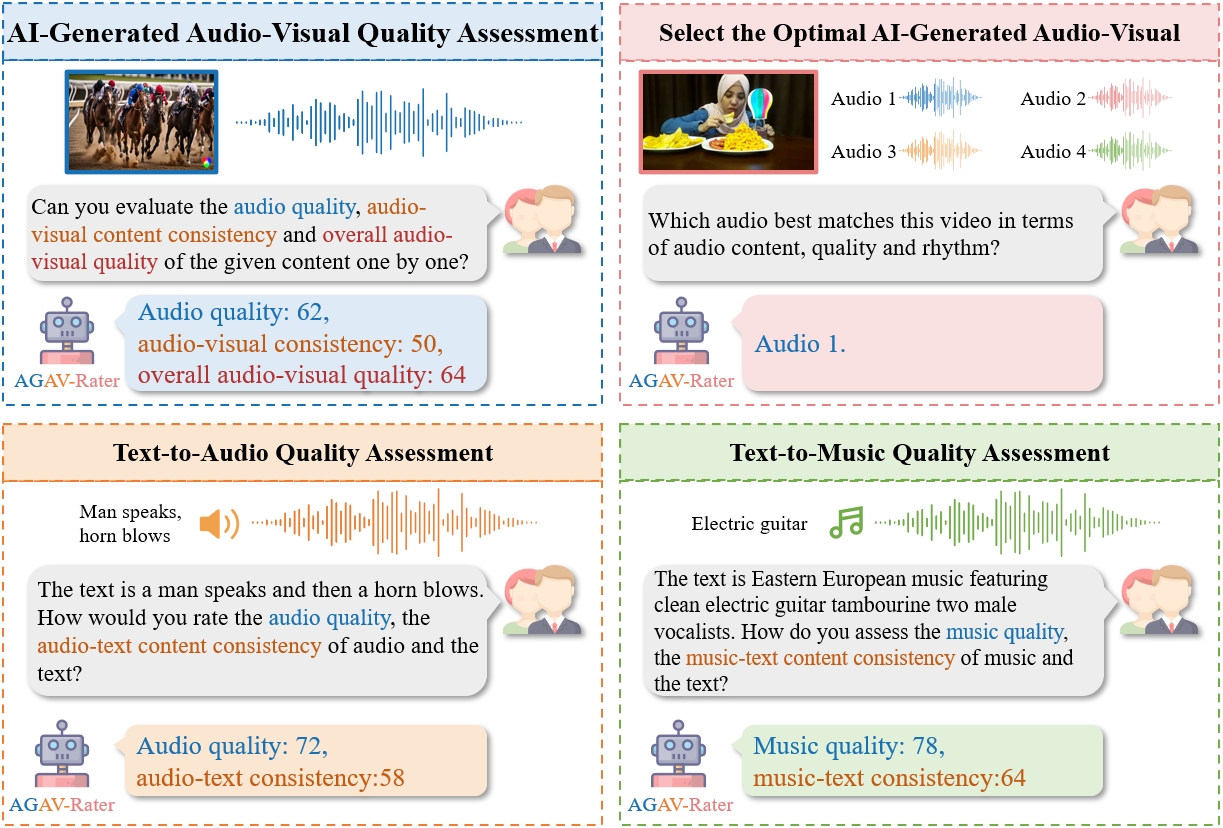 AI-Generated Audio-Visual Quality Assessment
Can you evaluate the audio quality, audio-
visual content consistency and overall audio-
visual quality of the given content one by one?
Audio quality: 62,
audio-visual consistency: 50,
overall audio-visual quality: 64
AGAV-Rater
Select the Optimal AI-Generated Audio-Visual
Audio 1
Audio 2
Audio 3
Audio 4
Which audio best matches this video in terms
of audio content, quality and rhythm?
Audio 1.
AGAV-Rater
Text-to-Audio Quality Assessment
Man speaks,
horn blows
The text is a man speaks and then a horn blows.
How would you rate the audio quality, the
audio-text content consistency of audio and the
text?
Audio quality: 72,
audio-text consistency:58
AGAV-Rater
Text-to-Music Quality Assessment
Electric guitar
The text is Eastern European music featuring
clean electric guitar tambourine two male
vocalists. How do you assess the music quality,
the music-text content consistency of music and
the text?
Music quality: 78,
music-text consistency:64
AGAV-Rater